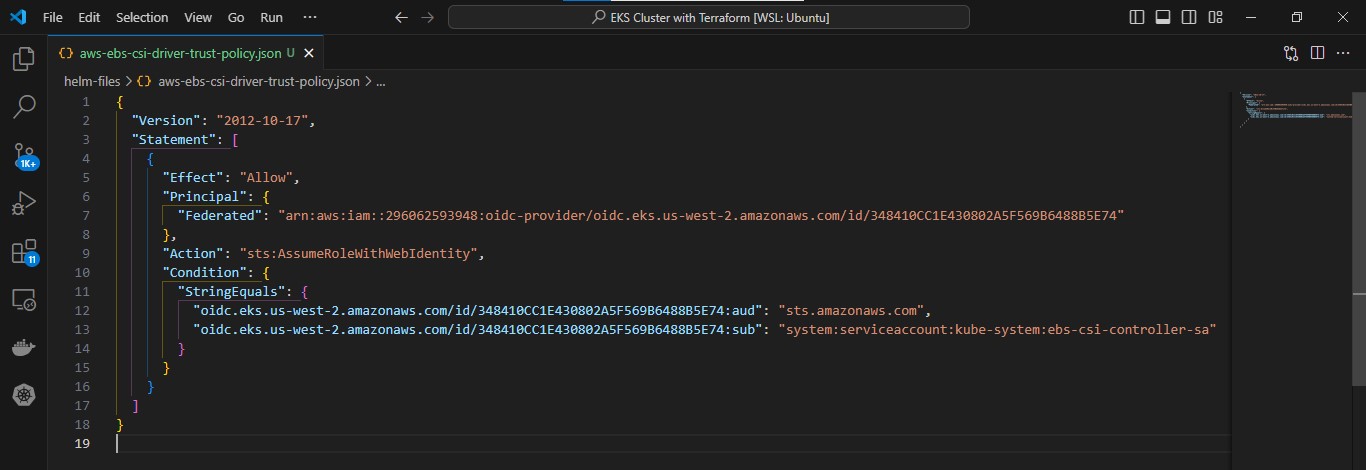 File Edit Selection View Go Run ··· EKS Cluster with Terraform [WSL: Ubuntu]
{} aws-ebs-csi-driver-trust-policy.json U
helm-files > {} aws-ebs-csi-driver-trust-policy.json > ...
1 {
2 "Version": "2012-10-17",
3 "Statement": [
4 {
5 "Effect": "Allow",
6 "Principal": {
7 "Federated": "arn:aws:iam::296062593948:oidc-provider/oidc.eks.us-west-2.amazonaws.com/id/348410CC1E430802A5F569B6488B5E74"
8 },
9 "Action": "sts:AssumeRoleWithWebIdentity",
10 "Condition": {
11 "StringEquals": {
12 "oidc.eks.us-west-2.amazonaws.com/id/348410CC1E430802A5F569B6488B5E74:aud": "sts.amazonaws.com",
13 "oidc.eks.us-west-2.amazonaws.com/id/348410CC1E430802A5F569B6488B5E74:sub": "system:serviceaccount:kube-system:ebs-csi-controller-sa"
14 }
15 }
16 }
17 ]
18 }
19
1K+
11